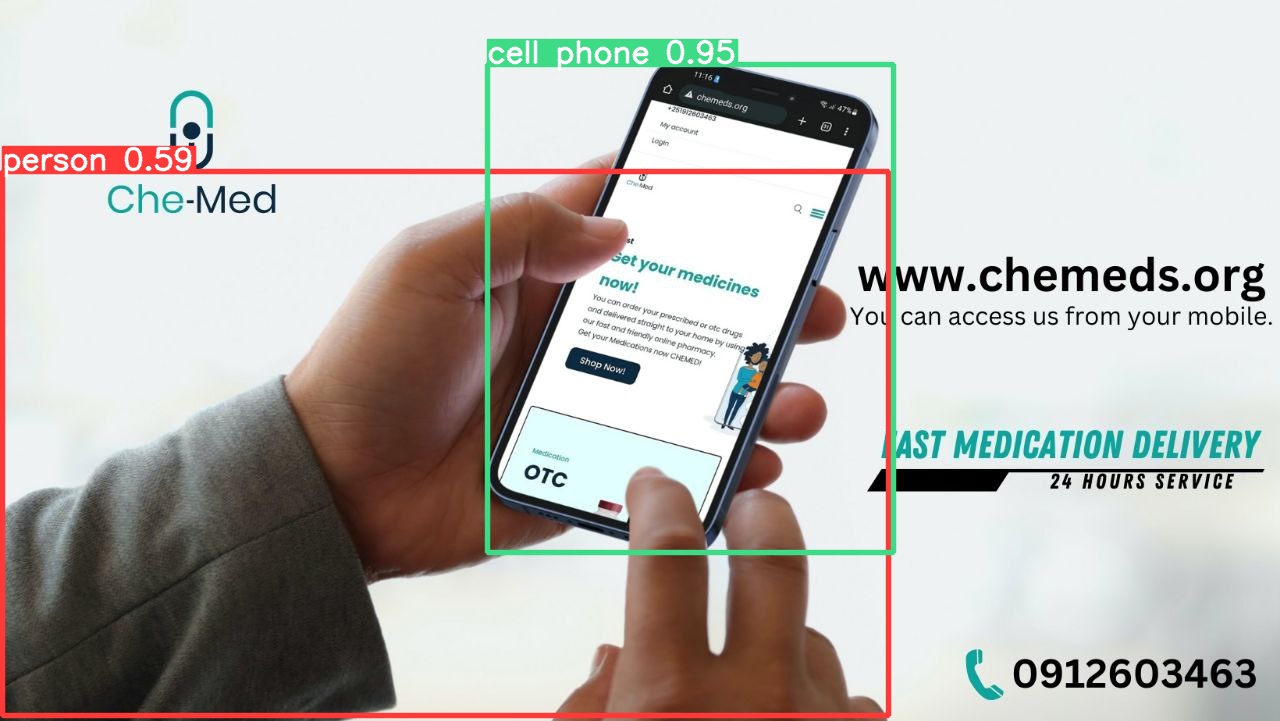 cell phone 0.95
person 0.59
Che-Med
11:16
47%
chemeds.org
31
+251912603463
My account
LogIn
Che-Med
Get your medicines
now!
You can order your prescribed or otc drugs
and delivered straight to your home by using
our fast and friendly online pharmacy.
Get your Medications now CHEMED!
Shop Now!
Medication
OTC
www.chemeds.org
You can access us from your mobile.
FAST MEDICATION DELIVERY
24 HOURS SERVICE
0912603463